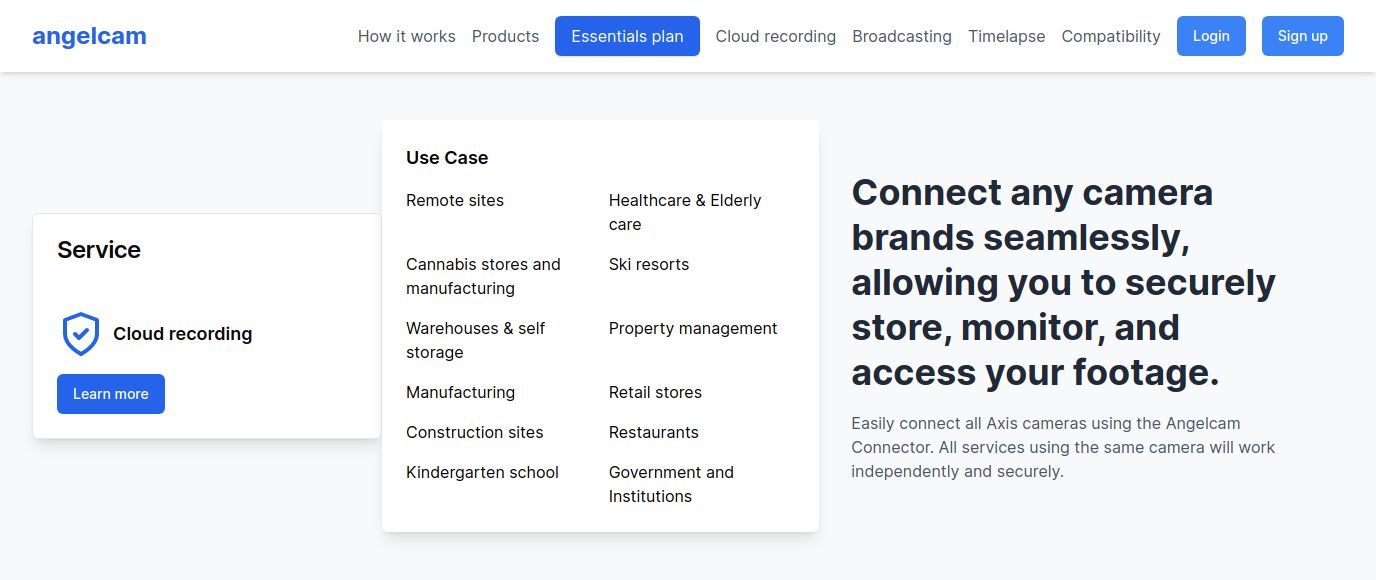 angelcam
How it works
Products
Essentials plan
Cloud recording
Broadcasting
Timelapse
Compatibility
Login
Sign up
Service
Cloud recording
Learn more
Use Case
Remote sites
Healthcare & Elderly
care
Cannabis stores and
manufacturing
Ski resorts
Warehouses & self
storage
Property management
Manufacturing
Retail stores
Construction sites
Restaurants
Kindergarten school
Government and
Institutions
Connect any camera
brands seamlessly,
allowing you to securely
store, monitor, and
access your footage.
Easily connect all Axis cameras using the Angelcam
Connector. All services using the same camera will work
independently and securely.